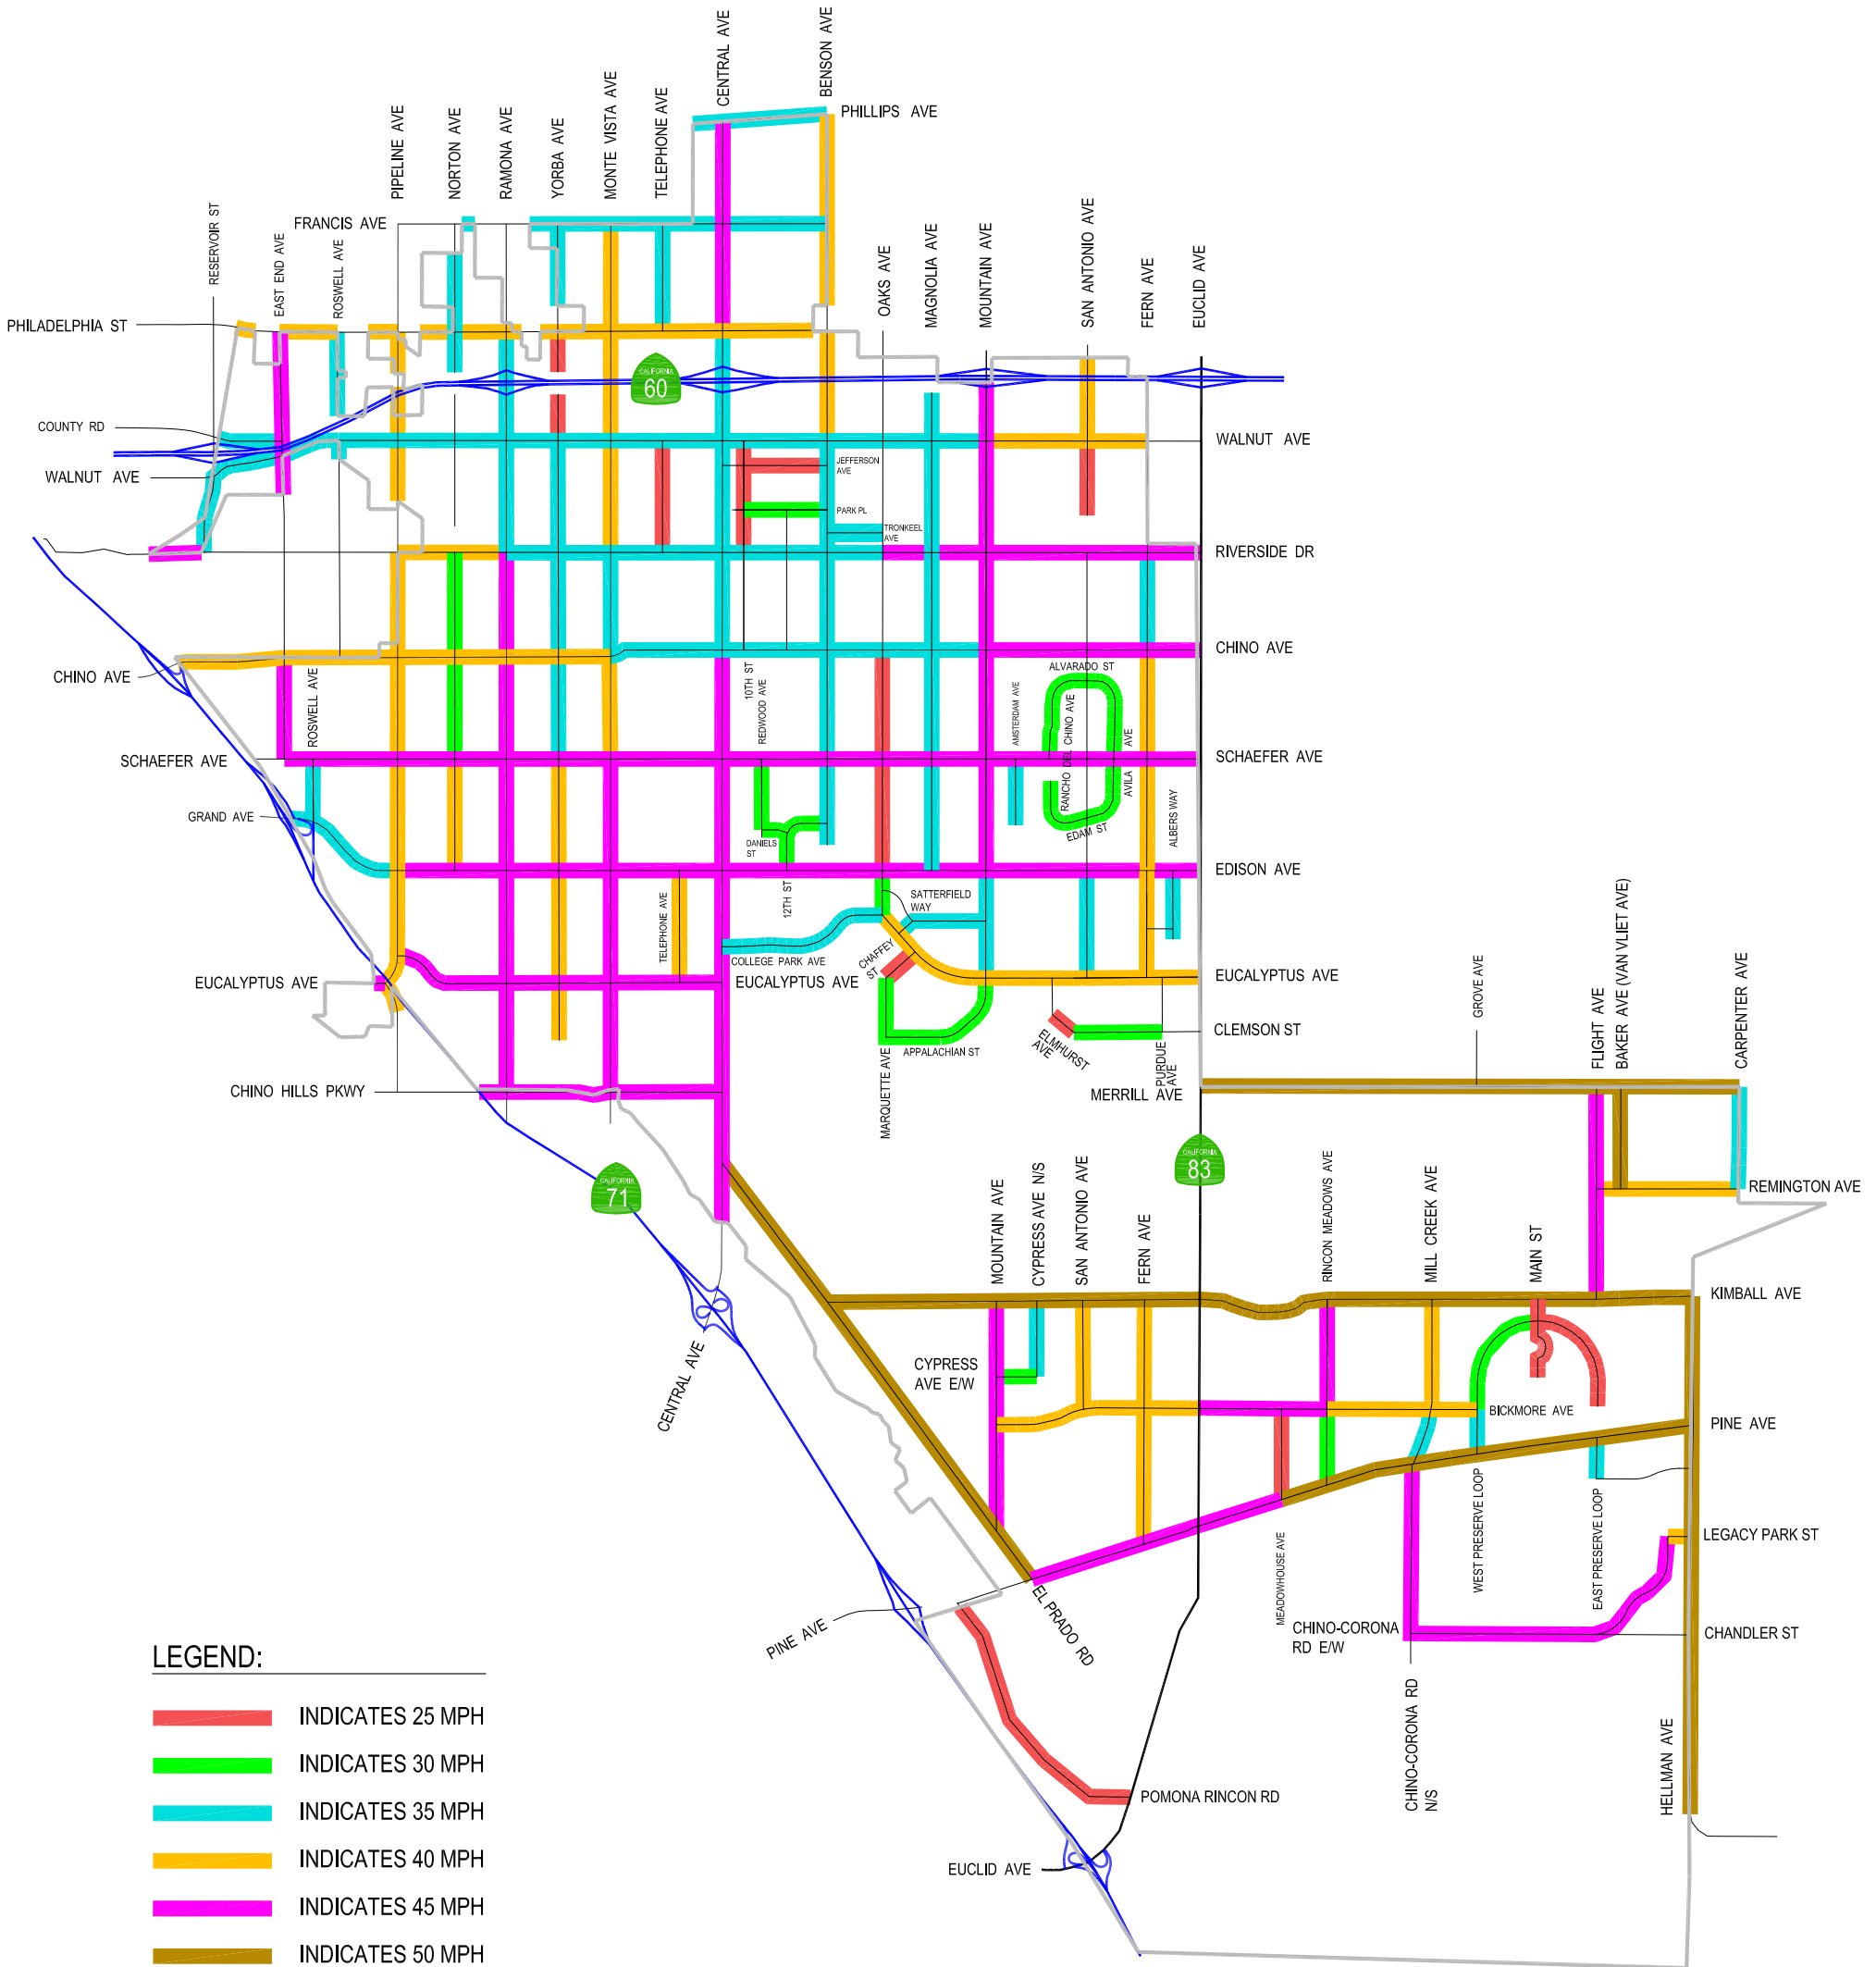 CENTRAL AVE
BENSON AVE
PHILLIPS AVE
PIPELINE AVE
NORTON AVE
RAMONA AVE
YORBA AVE
MONTE VISTA AVE
TELEPHONE AVE
FRANCIS AVE
RESERVOIR ST
EAST END AVE
ROSWELL AVE
OAKS AVE
MAGNOLIA AVE
MOUNTAIN AVE
SAN ANTONIO AVE
FERN AVE
EUCLID AVE
PHILADELPHIA ST
CALIFORNIA
60
COUNTY RD
WALNUT AVE
WALNUT AVE
JEFFERSON
AVE
PARK PL
TRONKEEL
AVE
RIVERSIDE DR
CHINO AVE
CHINO AVE
ROSWELL AVE
10TH ST
REDWOOD AVE
AMSTERDAM AVE
ALVARADO ST
RANCHO DEL CHINO AVE
AVILA AVE
EDAM ST
ALBERS WAY
SCHAEFER AVE
SCHAEFER AVE
GRAND AVE
DANIELS
ST
12TH ST
EDISON AVE
TELEPHONE AVE
SATTERFIELD
WAY
CHAFFEY
ST
COLLEGE PARK AVE
EUCALYPTUS AVE
EUCALYPTUS AVE
EUCALYPTUS AVE
MARQUETTE AVE
APPALACHIAN ST
ELMHURST
AVE
PURDUE
AVE
CLEMSON ST
GROVE AVE
FLIGHT AVE
BAKER AVE (VAN VLIET AVE)
CARPENTER AVE
CHINO HILLS PKWY
MERRILL AVE
CALIFORNIA
83
CALIFORNIA
71
REMINGTON AVE
MOUNTAIN AVE
CYPRESS AVE N/S
SAN ANTONIO AVE
FERN AVE
RINCON MEADOWS AVE
MILL CREEK AVE
MAIN ST
KIMBALL AVE
CENTRAL AVE
CYPRESS
AVE E/W
BICKMORE AVE
PINE AVE
WEST PRESERVE LOOP
EAST PRESERVE LOOP
MEADOWHOUSE AVE
LEGACY PARK ST
PINE AVE
EL PRADO RD
CHINO-CORONA
RD E/W
CHANDLER ST
CHINO-CORONA RD
N/S
HELLMAN AVE
POMONA RINCON RD
EUCLID AVE
LEGEND:
INDICATES 25 MPH
INDICATES 30 MPH
INDICATES 35 MPH
INDICATES 40 MPH
INDICATES 45 MPH
INDICATES 50 MPH